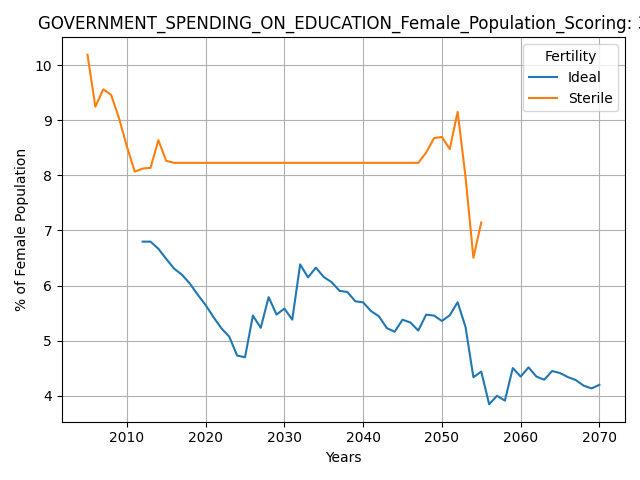 GOVERNMENT_SPENDING_ON_EDUCATION_Female_Population_Scoring:
Fertility
Ideal
Sterile
10
9
8
7
6
5
4
% of Female Population
2010 2020 2030 2040 2050 2060 2070
Years